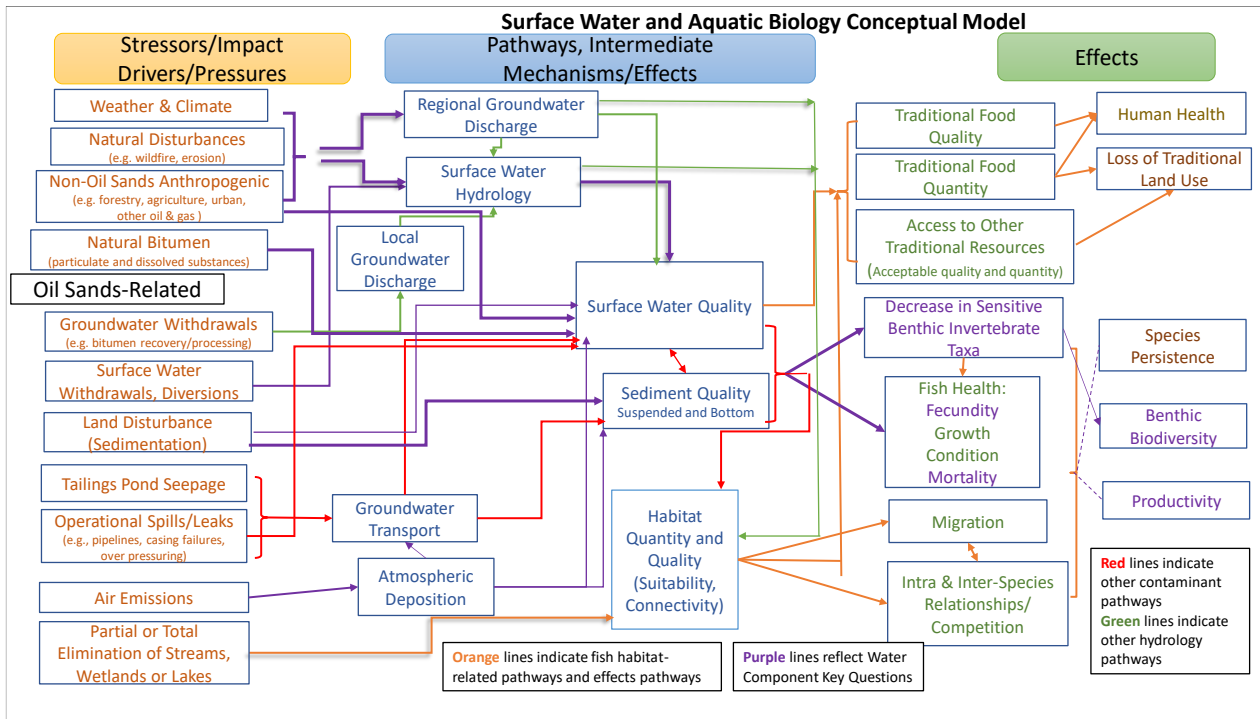 Surface Water and Aquatic Biology Conceptual Model
Stressors/Impact
Drivers/Pressures
Pathways, Intermediate
Mechanisms/Effects
Effects
Weather & Climate
Natural Disturbances
(e.g. wildfire, erosion)
Non-Oil Sands Anthropogenic
(e.g. forestry, agriculture, urban,
other oil & gas )
Natural Bitumen
(particulate and dissolved substances)
Oil Sands-Related
Groundwater Withdrawals
(e.g. bitumen recovery/processing)
Surface Water
Withdrawals, Diversions
Land Disturbance
(Sedimentation)
Tailings Pond Seepage
Operational Spills/Leaks
(e.g., pipelines, casing failures,
over pressuring)
Air Emissions
Partial or Total
Elimination of Streams,
Wetlands or Lakes
Regional Groundwater
Discharge
Surface Water
Hydrology
Local
Groundwater
Discharge
Surface Water Quality
Sediment Quality
Suspended and Bottom
Groundwater
Transport
Atmospheric
Deposition
Habitat
Quantity and
Quality
(Suitability,
Connectivity)
Traditional Food
Quality
Traditional Food
Quantity
Access to Other
Traditional Resources
(Acceptable quality and quantity)
Decrease in Sensitive
Benthic Invertebrate
Taxa
Fish Health:
Fecundity
Growth
Condition
Mortality
Migration
Intra & Inter-Species
Relationships/
Competition
Human Health
Loss of Traditional
Land Use
Species
Persistence
Benthic
Biodiversity
Productivity
Orange lines indicate fish habitat-
related pathways and effects pathways
Purple lines reflect Water
Component Key Questions
Red lines indicate
other contaminant
pathways
Green lines indicate
other hydrology
pathways